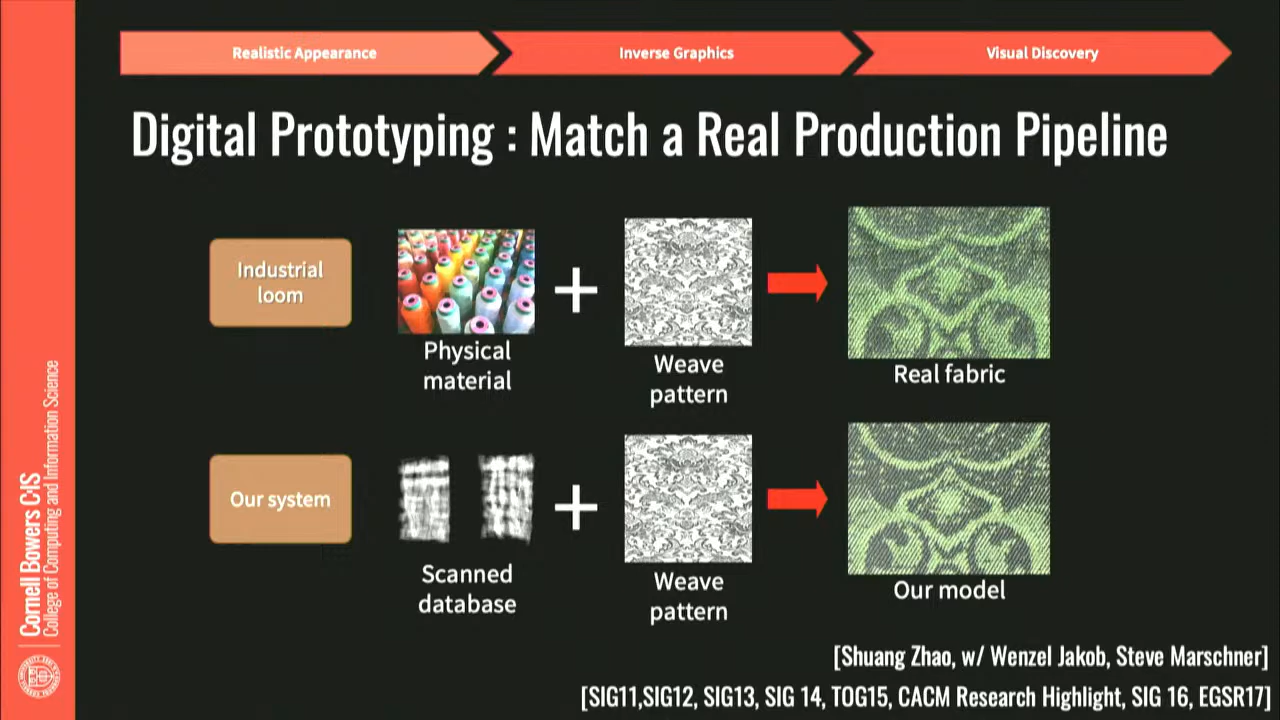 Realistic Appearance
Inverse Graphics
Visual Discovery
Digital Prototyping : Match a Real Production Pipeline
Industrial
loom
Physical
material
Weave
pattern
Real fabric
Our system
Scanned
database
Weave
pattern
Our model
[Shuang Zhao, w/ Wenzel Jakob, Steve Marschner]
[SIG11,SIG12, SIG13, SIG 14, TOG15, CACM Research Highlight, SIG 16, EGSR17]
Cornell Bowers C·IS
College of Computing and Information Science